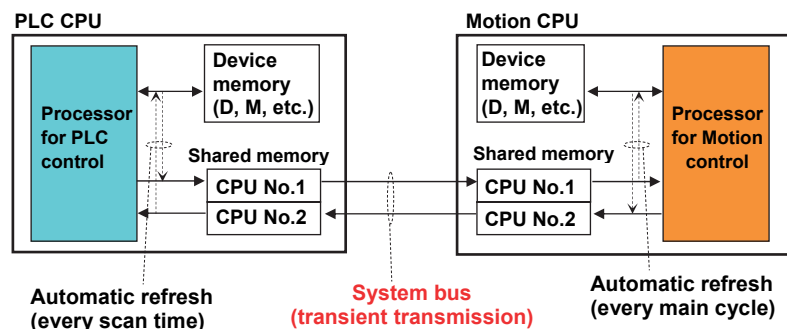 PLC CPU
Processor
for PLC
control
Device
memory
(D, M, etc.)
Shared memory
CPU No.1
CPU No.2
Automatic refresh
(every scan time)
System bus
(transient transmission)
Motion CPU
Device
memory
(D, M, etc.)
Shared memory
CPU No.1
CPU No.2
Processor
for Motion
control
Automatic refresh
(every main cycle)